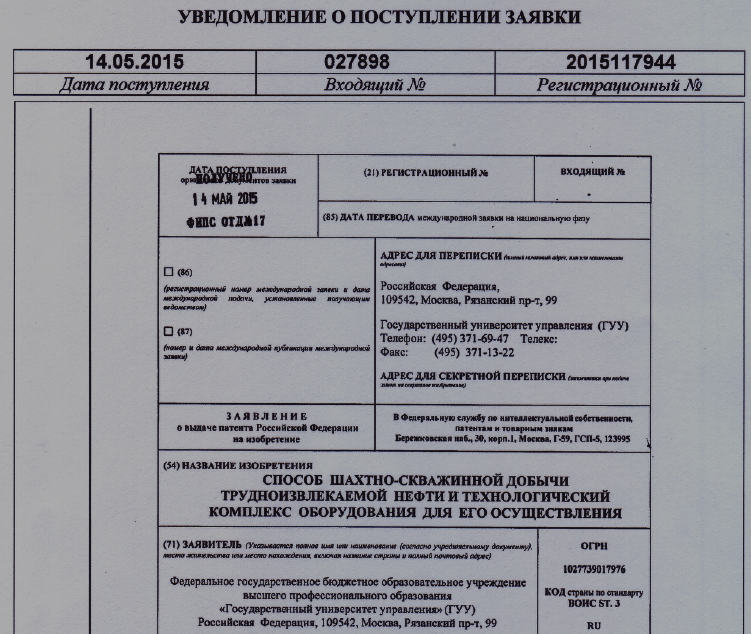 УВЕДОМЛЕНИЕ О ПОСТУПЛЕНИИ ЗАЯВКИ
14.05.2015 027898 2015117944
Дата поступления Входящий № Регистрационный №
ДАТА ПОСТУПЛЕНИЯ
документов заявки
ПОЛУЧЕНО
14 МАЙ 2015
ФИПС ОТД№17
(21) РЕГИСТРАЦИОННЫЙ №
ВХОДЯЩИЙ №
(85) ДАТА ПЕРЕВОДА международной заявки на национальную фазу
(86)
(регистрационный номер международной заявки и дата
международной подачи, установленные получающим
ведомством)
(87)
(номер и дата международной публикации международной
заявки)
АДРЕС ДЛЯ ПЕРЕПИСКИ (полный почтовый адрес, имя или наименование
адресата)
Российская Федерация,
109542, Москва, Рязанский пр-т, 99
Государственный университет управления (ГУУ)
Телефон: (495) 371-69-47 Телекс:
Факс: (495) 371-13-22
АДРЕС ДЛЯ СЕКРЕТНОЙ ПЕРЕПИСКИ (заполняется при подаче
заявки на секретное изобретение)
ЗАЯВЛЕНИЕ
о выдаче патента Российской Федерации
на изобретение
В Федеральную службу по интеллектуальной собственности,
патентам и товарным знакам
Бережковская наб., 30, корп.1, Москва, Г-59, ГСП-5, 123995
(54) НАЗВАНИЕ ИЗОБРЕТЕНИЯ
СПОСОБ ШАХТНО-СКВАЖИННОЙ ДОБЫЧИ
ТРУДНОИЗВЛЕКАЕМОЙ НЕФТИ И ТЕХНОЛОГИЧЕСКИЙ
КОМПЛЕКС ОБОРУДОВАНИЯ ДЛЯ ЕГО ОСУЩЕСТВЛЕНИЯ
(71) ЗАЯВИТЕЛЬ (Указывается полное имя или наименование (согласно учредительному документу),
место жительства или место нахождения, включая название страны и полный почтовый адрес)
Федеральное государственное бюджетное образовательное учреждение
высшего профессионального образования
«Государственный университет управления» (ГУУ)
Российская Федерация, 109542, Москва, Рязанский пр-т, 99
ОГРН
1027739017976
КОД страны по стандарту
ВОИС ST. 3
RU